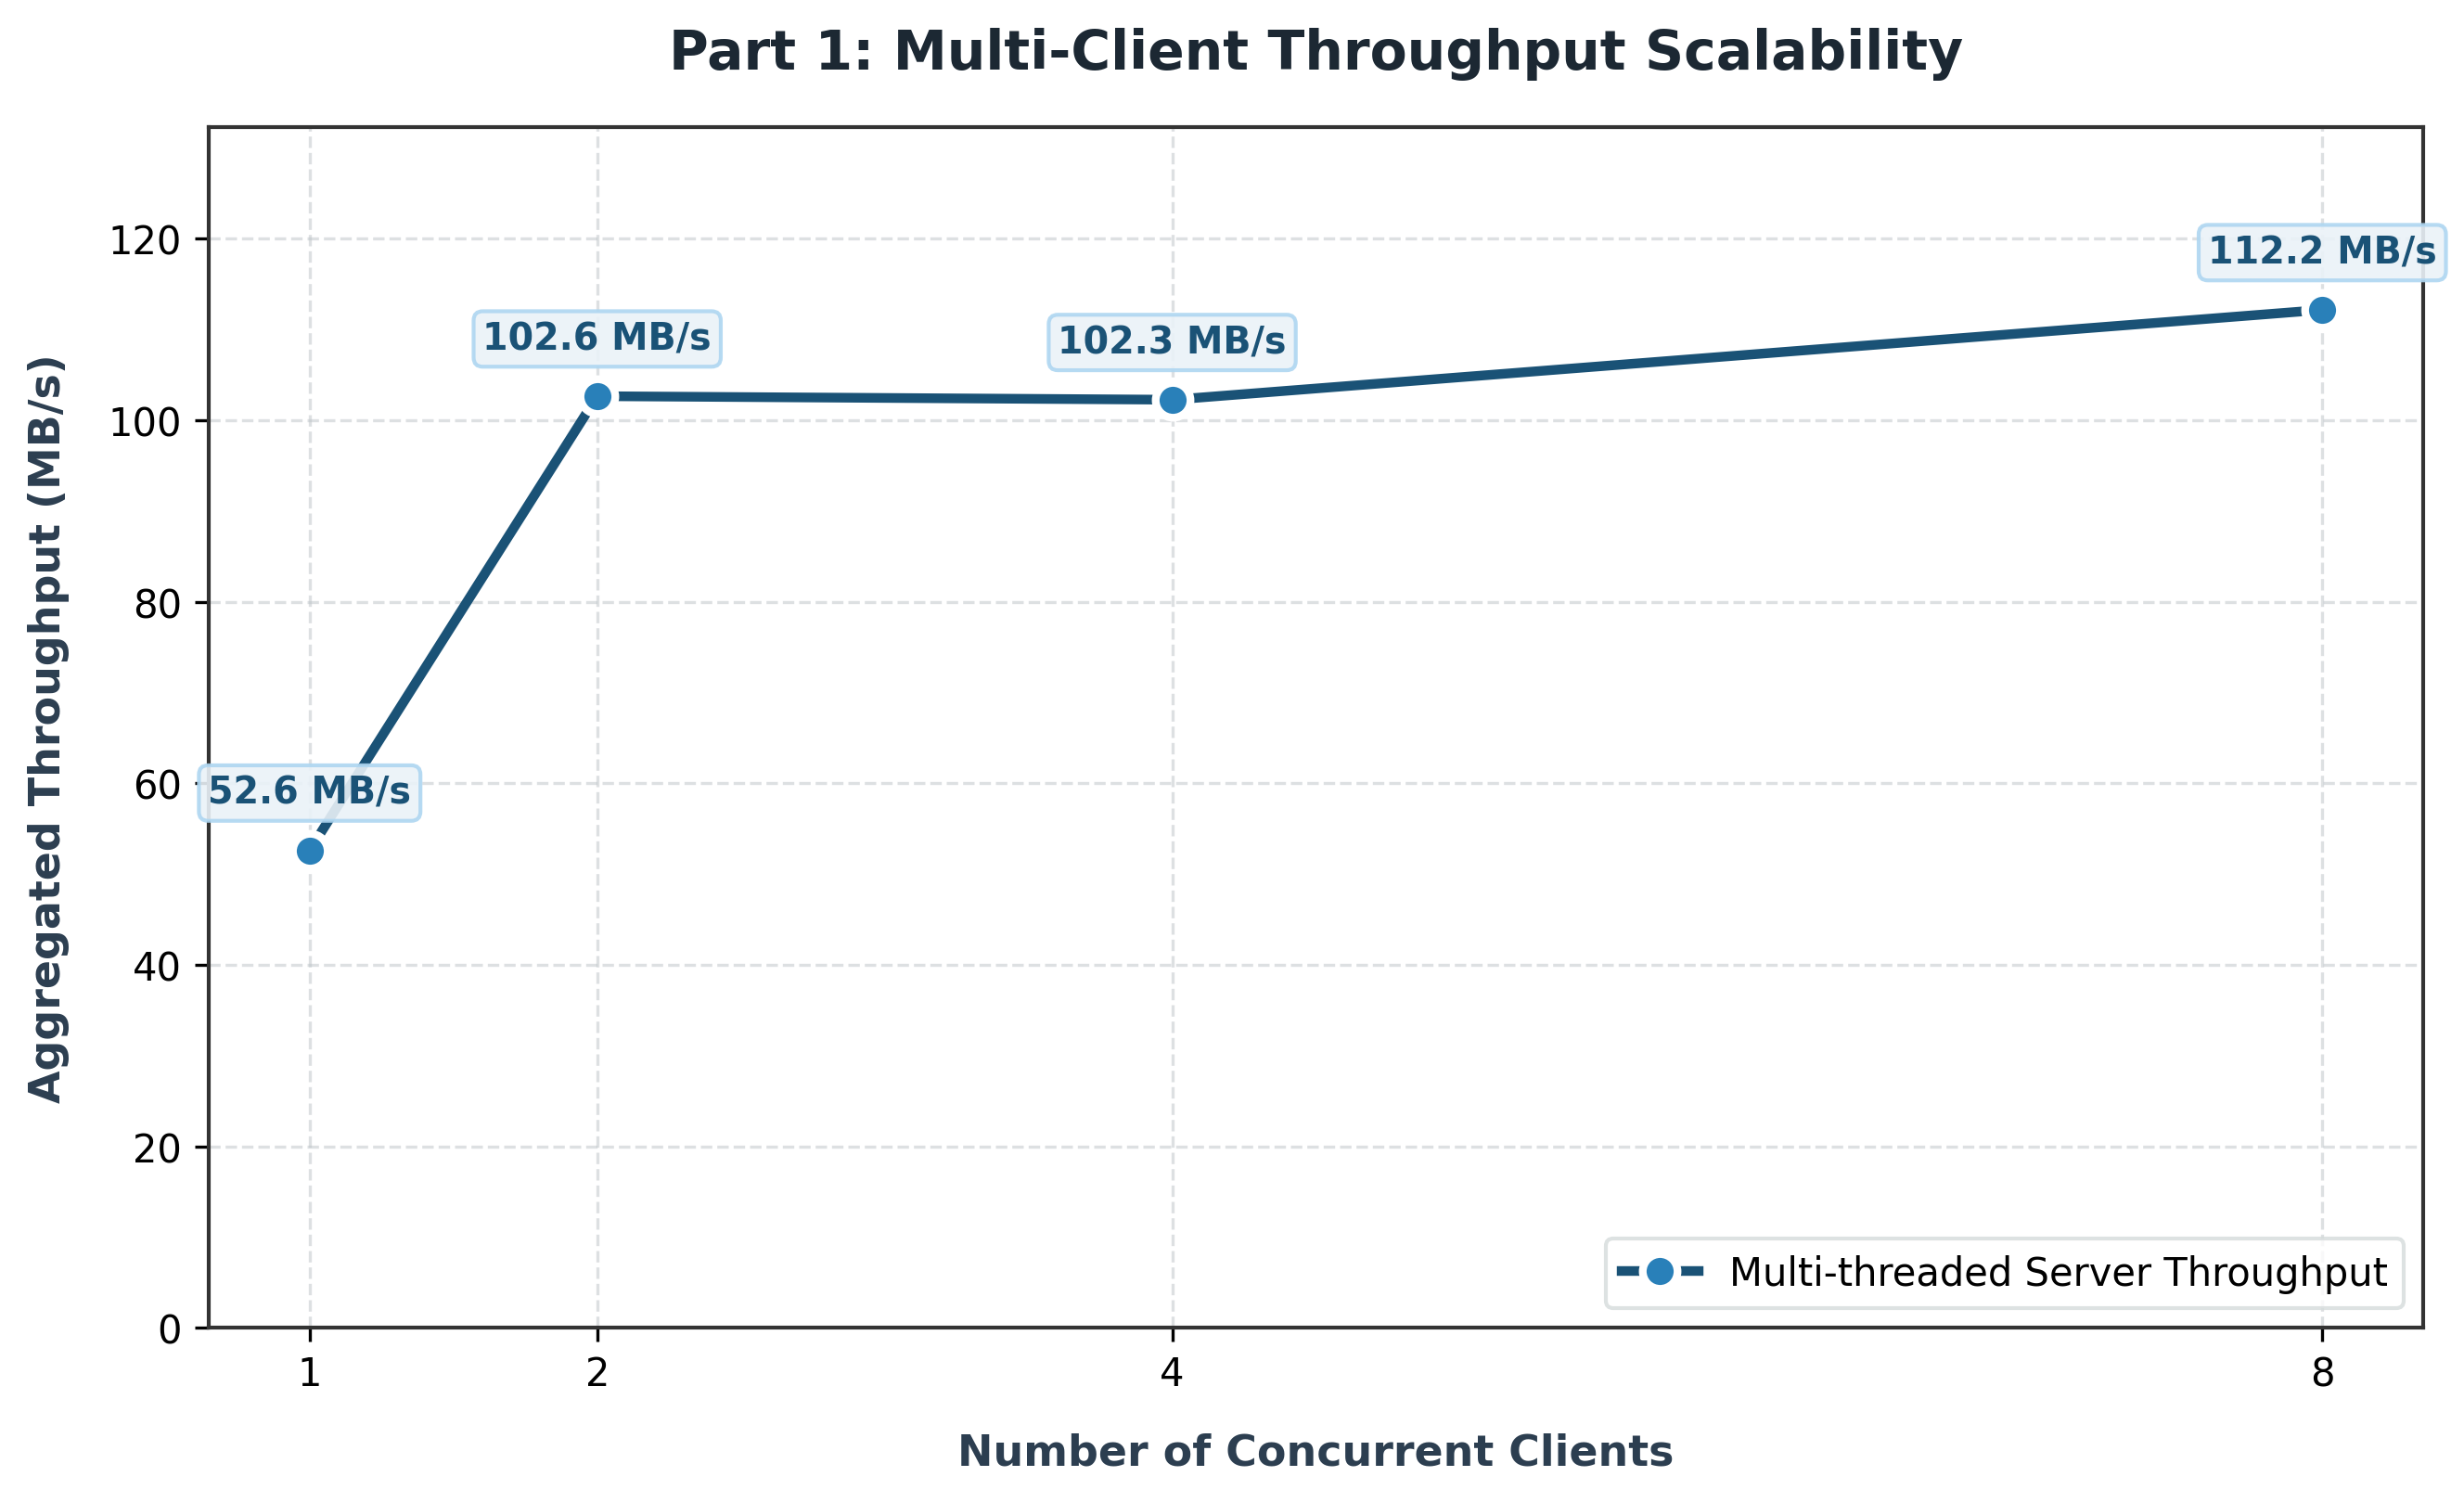 Part 1: Multi-Client Throughput Scalability
Aggregated Throughput (MB/s)
120
100
80
60
40
20
0
52.6 MB/s
102.6 MB/s
102.3 MB/s
112.2 MB/s
Multi-threaded Server Throughput
1
2
4
8
Number of Concurrent Clients